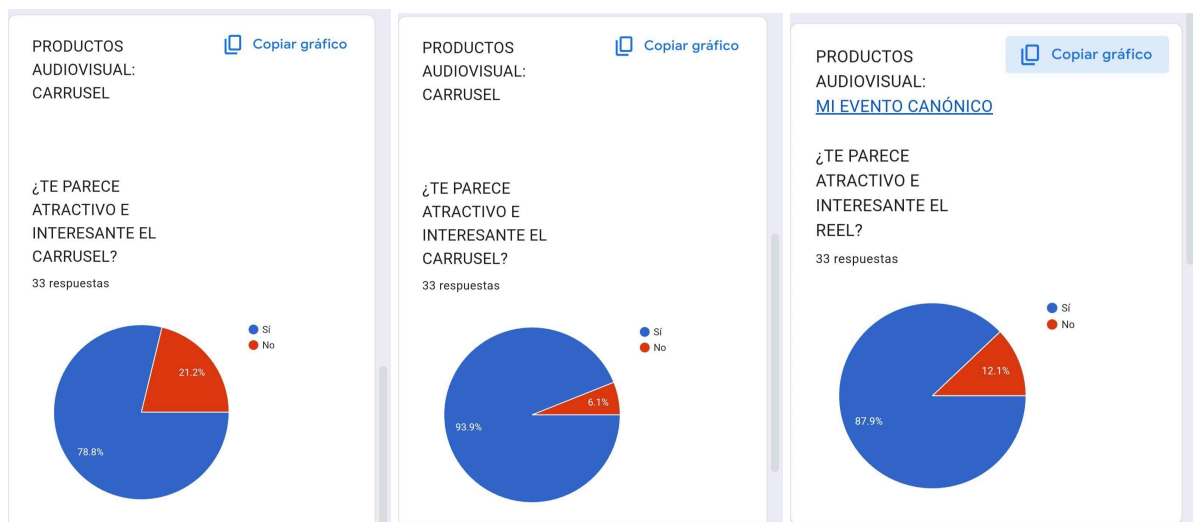 PRODUCTOS
AUDIOVISUAL:
CARRUSEL
Copiar gráfico
¿TE PARECE
ATRACTIVO E
INTERESANTE EL
CARRUSEL?
33 respuestas
Sí
No
21.2%
78.8%
PRODUCTOS
AUDIOVISUAL:
CARRUSEL
Copiar gráfico
¿TE PARECE
ATRACTIVO E
INTERESANTE EL
CARRUSEL?
33 respuestas
Sí
No
6.1%
93.9%
PRODUCTOS
AUDIOVISUAL:
MI EVENTO CANÓNICO
Copiar gráfico
¿TE PARECE
ATRACTIVO E
INTERESANTE EL
REEL?
33 respuestas
Sí
No
12.1%
87.9%